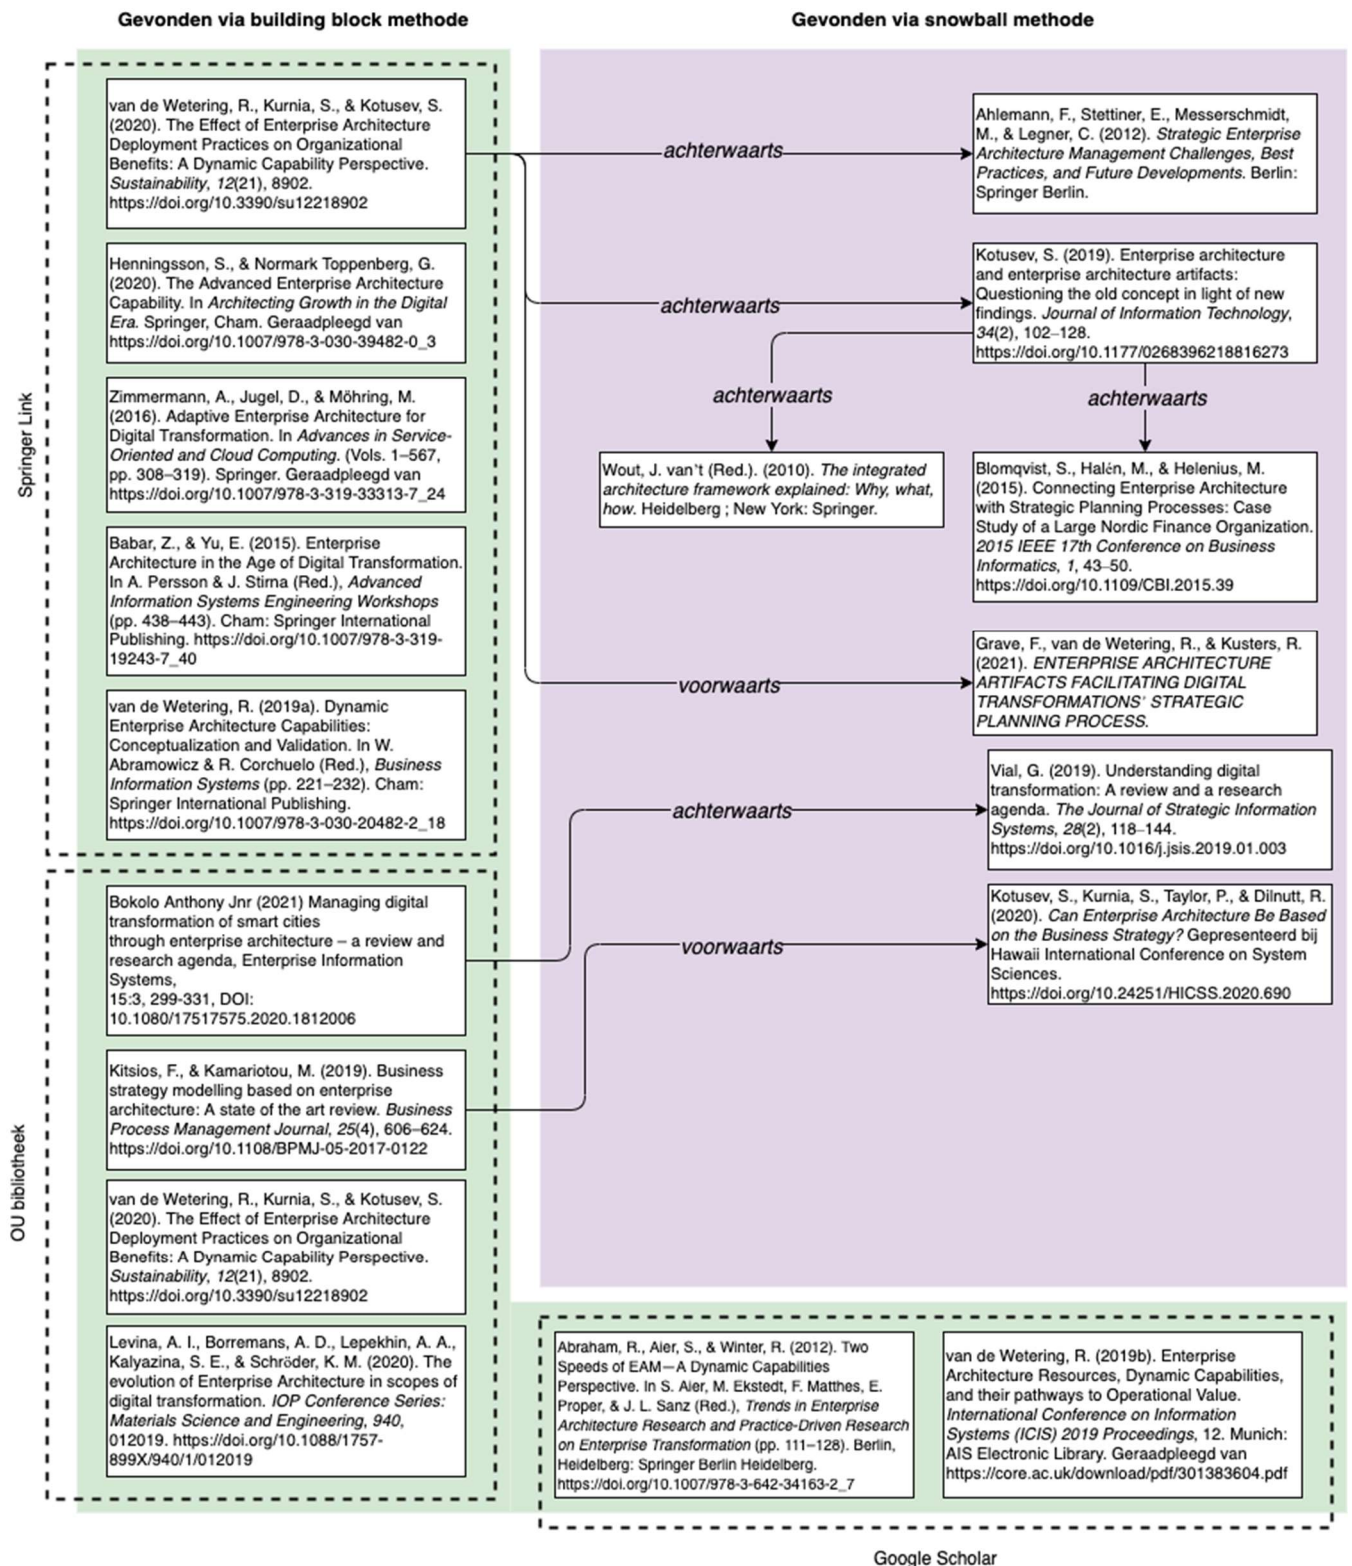 Gevonden via building block methode
Springer Link
van de Wetering, R., Kurnia, S., & Kotusev, S.
(2020). The Effect of Enterprise Architecture
Deployment Practices on Organizational
Benefits: A Dynamic Capability Perspective.
Sustainability, 12(21), 8902.
https://doi.org/10.3390/su12218902
Henningsson, S., & Normark Toppenberg, G.
(2020). The Advanced Enterprise Architecture
Capability. In Architecting Growth in the Digital
Era. Springer, Cham. Geraadpleegd van
https://doi.org/10.1007/978-3-030-39482-0_3
Zimmermann, A., Jugel, D., & Möhring, M.
(2016). Adaptive Enterprise Architecture for
Digital Transformation. In Advances in Service-
Oriented and Cloud Computing. (Vols. 1–567,
pp. 308–319). Springer. Geraadpleegd van
https://doi.org/10.1007/978-3-319-33313-7_24
Babar, Z., & Yu, E. (2015). Enterprise
Architecture in the Age of Digital Transformation.
In A. Persson & J. Stirna (Red.), Advanced
Information Systems Engineering Workshops
(pp. 438–443). Cham: Springer International
Publishing. https://doi.org/10.1007/978-3-319-
19243-7_40
van de Wetering, R. (2019a). Dynamic
Enterprise Architecture Capabilities:
Conceptualization and Validation. In W.
Abramowicz & R. Corchuelo (Red.), Business
Information Systems (pp. 221–232). Cham:
Springer International Publishing.
https://doi.org/10.1007/978-3-030-20482-2_18
OU bibliotheek
Bokolo Anthony Jnr (2021) Managing digital
transformation of smart cities
through enterprise architecture – a review and
research agenda, Enterprise Information
Systems,
15:3, 299-331, DOI:
10.1080/17517575.2020.1812006
Kitsios, F., & Kamariotou, M. (2019). Business
strategy modelling based on enterprise
architecture: A state of the art review. Business
Process Management Journal, 25(4), 606–624.
https://doi.org/10.1108/BPMJ-05-2017-0122
van de Wetering, R., Kurnia, S., & Kotusev, S.
(2020). The Effect of Enterprise Architecture
Deployment Practices on Organizational
Benefits: A Dynamic Capability Perspective.
Sustainability, 12(21), 8902.
https://doi.org/10.3390/su12218902
Levina, A. I., Borremans, A. D., Lepekhin, A. A.,
Kalyazina, S. E., & Schröder, K. M. (2020). The
evolution of Enterprise Architecture in scopes of
digital transformation. IOP Conference Series:
Materials Science and Engineering, 940,
012019. https://doi.org/10.1088/1757-
899X/940/1/012019
Gevonden via snowball methode
achterwaarts
Ahlemann, F., Stettiner, E., Messerschmidt,
M., & Legner, C. (2012). Strategic Enterprise
Architecture Management Challenges, Best
Practices, and Future Developments. Berlin:
Springer Berlin.
achterwaarts
Kotusev, S. (2019). Enterprise architecture
and enterprise architecture artifacts:
Questioning the old concept in light of new
findings. Journal of Information Technology,
34(2), 102–128.
https://doi.org/10.1177/0268396218816273
achterwaarts
achterwaarts
Wout, J. van't (Red.). (2010). The integrated
architecture framework explained: Why, what,
how. Heidelberg ; New York: Springer.
Blomqvist, S., Halén, M., & Helenius, M.
(2015). Connecting Enterprise Architecture
with Strategic Planning Processes: Case
Study of a Large Nordic Finance Organization.
2015 IEEE 17th Conference on Business
Informatics, 1, 43–50.
https://doi.org/10.1109/CBI.2015.39
voorwaarts
Grave, F., van de Wetering, R., & Kusters, R.
(2021). ENTERPRISE ARCHITECTURE
ARTIFACTS FACILITATING DIGITAL
TRANSFORMATIONS' STRATEGIC
PLANNING PROCESS.
achterwaarts
Vial, G. (2019). Understanding digital
transformation: A review and a research
agenda. The Journal of Strategic Information
Systems, 28(2), 118–144.
https://doi.org/10.1016/j.jsis.2019.01.003
voorwaarts
Kotusev, S., Kurnia, S., Taylor, P., & Dilnutt, R.
(2020). Can Enterprise Architecture Be Based
on the Business Strategy? Gepresenteerd bij
Hawaii International Conference on System
Sciences.
https://doi.org/10.24251/HICSS.2020.690
Abraham, R., Aier, S., & Winter, R. (2012). Two
Speeds of EAM—A Dynamic Capabilities
Perspective. In S. Aier, M. Ekstedt, F. Matthes, E.
Proper, & J. L. Sanz (Red.), Trends in Enterprise
Architecture Research and Practice-Driven Research
on Enterprise Transformation (pp. 111–128). Berlin,
Heidelberg: Springer Berlin Heidelberg.
https://doi.org/10.1007/978-3-642-34163-2_7
van de Wetering, R. (2019b). Enterprise
Architecture Resources, Dynamic Capabilities,
and their pathways to Operational Value.
International Conference on Information
Systems (ICIS) 2019 Proceedings, 12. Munich:
AIS Electronic Library. Geraadpleegd van
https://core.ac.uk/download/pdf/301383604.pdf
Google Scholar